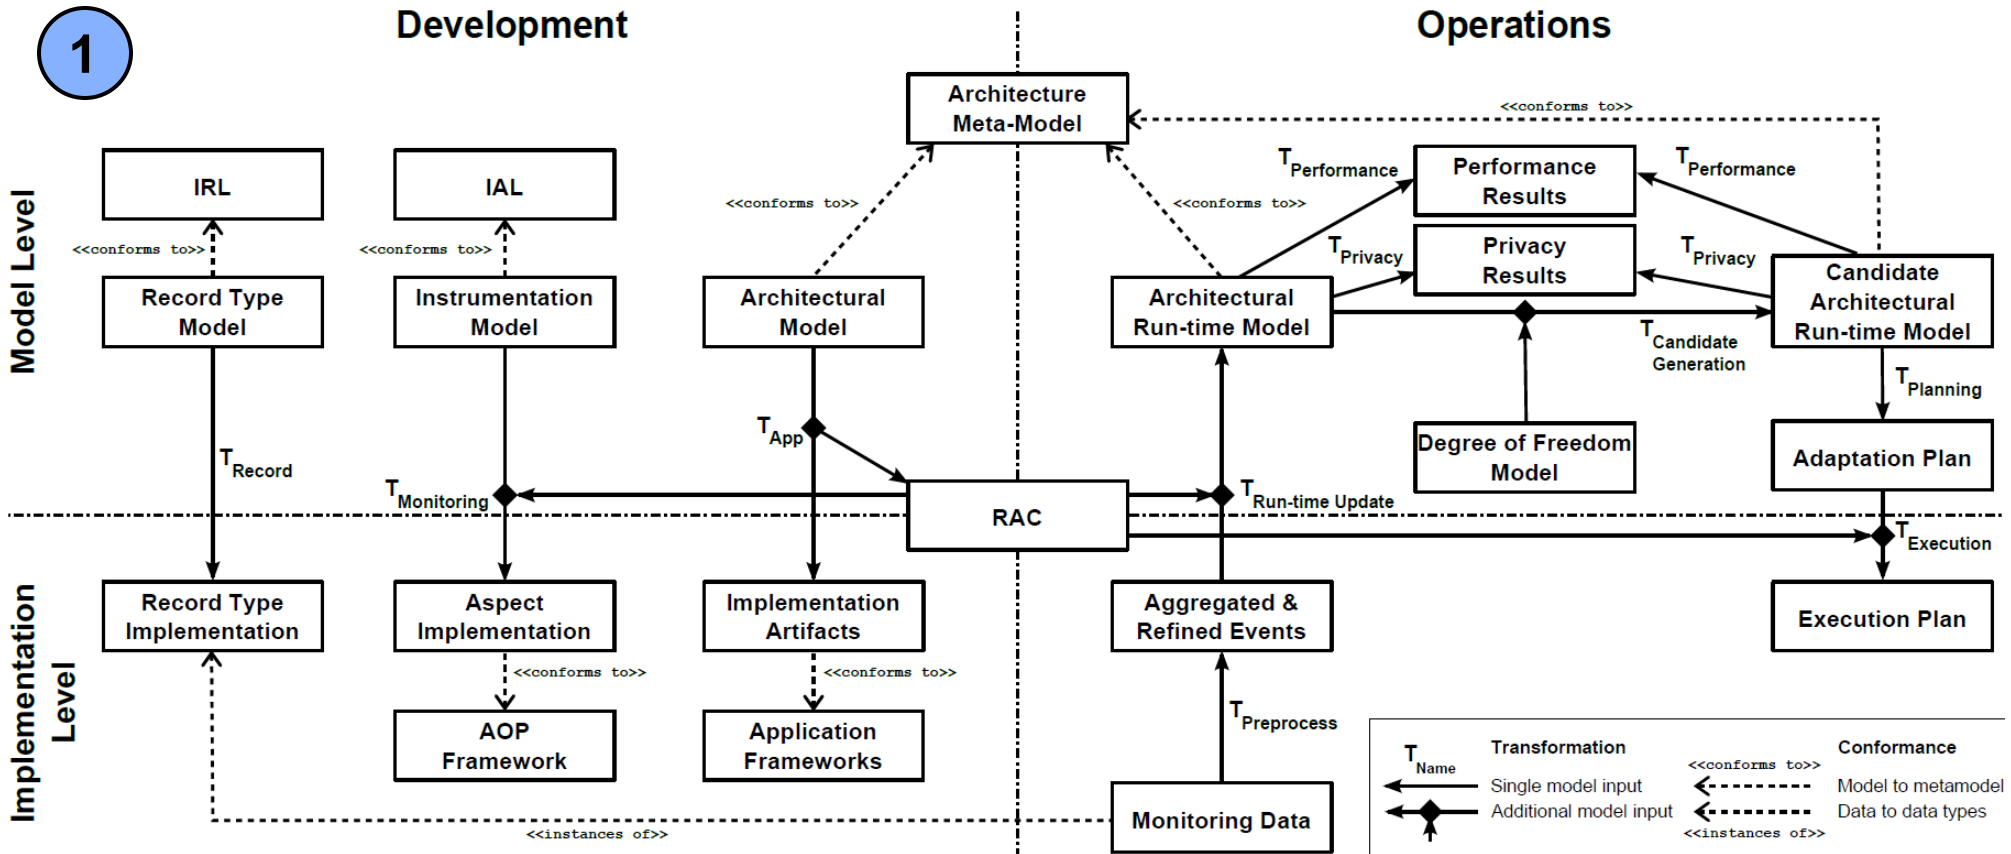 1
Development
Operations
Model Level
Implementation
Level
Architecture
Meta-Model
<<conforms to>>
IRL
IAL
<<conforms to>>
<<conforms to>>
<<conforms to>>
<<conforms to>>
T Performance
Performance
Results
T Performance
T Privacy
Privacy
Results
T Privacy
Record Type
Model
Instrumentation
Model
Architectural
Model
Architectural
Run-time Model
Candidate
Architectural
Run-time Model
T Candidate
Generation
T Planning
T Record
T Monitoring
T App
RAC
T Run-time Update
Degree of Freedom
Model
Adaptation Plan
T Execution
Record Type
Implementation
Aspect
Implementation
Implementation
Artifacts
Aggregated &
Refined Events
Execution Plan
<<conforms to>>
<<conforms to>>
AOP
Framework
Application
Frameworks
T Preprocess
Monitoring Data
<<instances of>>
T Name
Transformation
Single model input
Additional model input
Conformance
<<conforms to>>
Model to metamodel
Data to data types
<<instances of>>